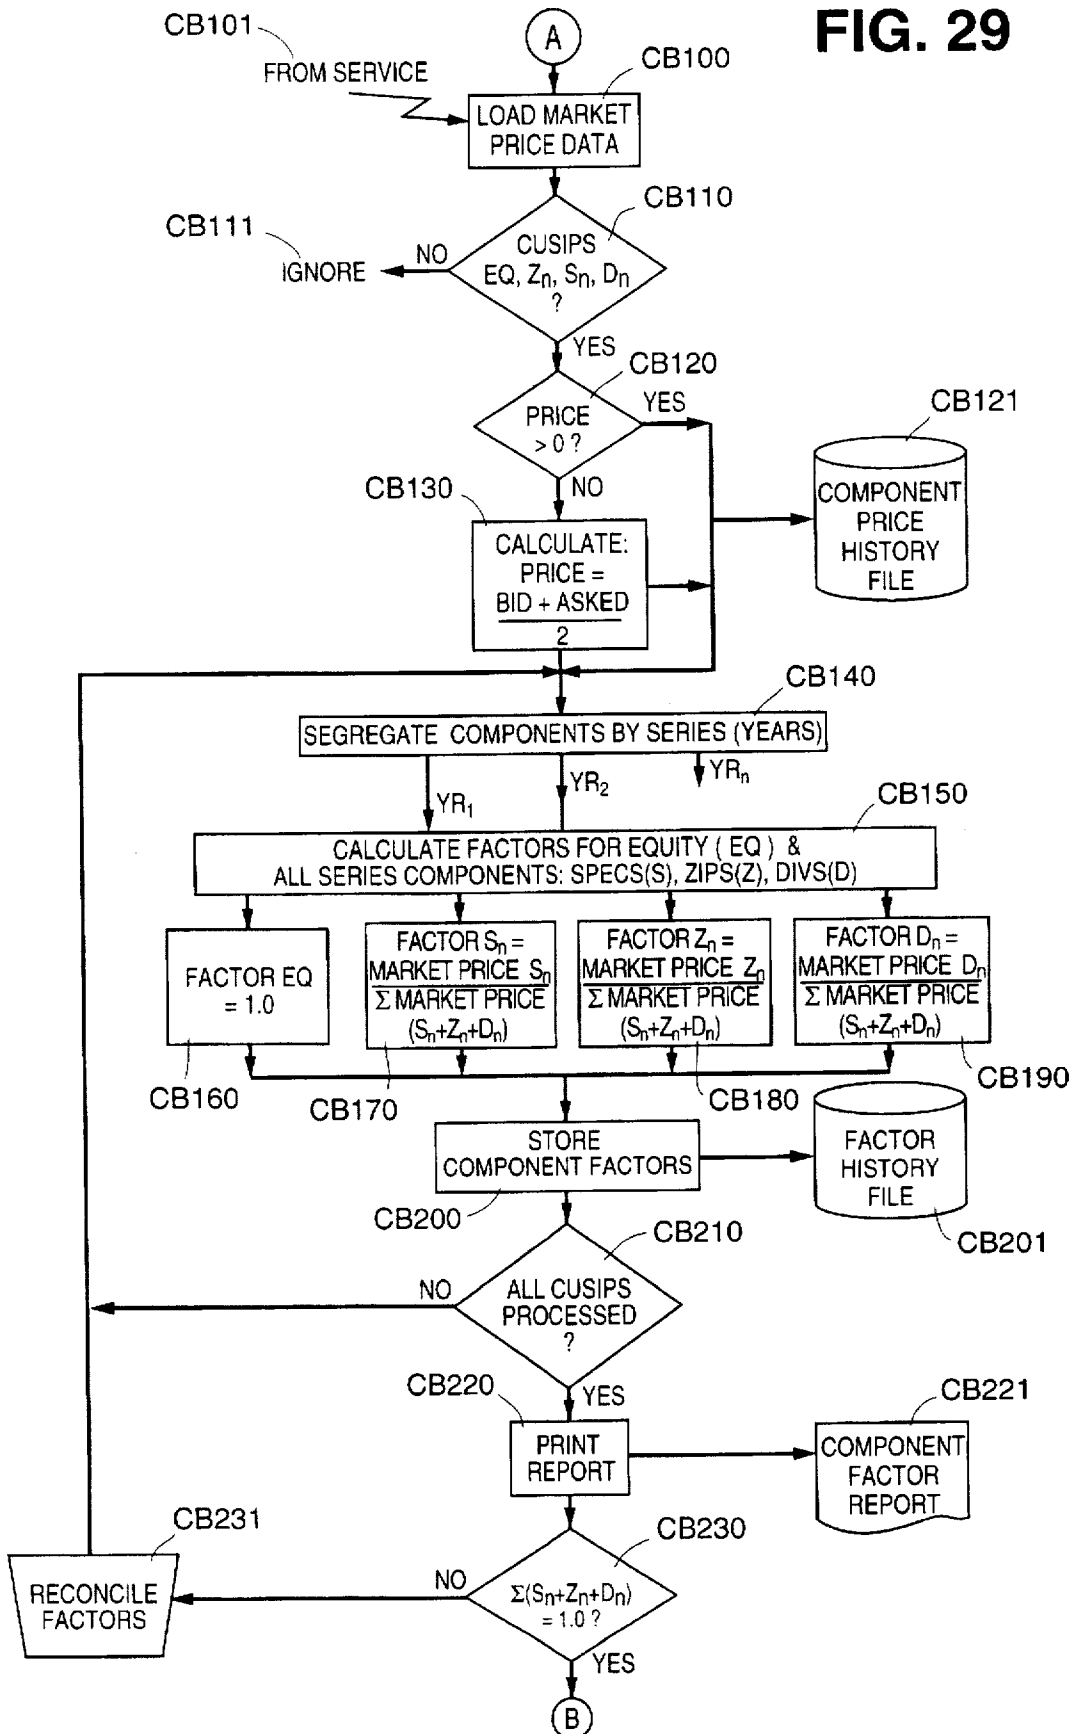 FIG. 29
A
CB101
FROM SERVICE
CB100
LOAD MARKET
PRICE DATA
CB110
CUSIPS
EQ, Zn, Sn, Dn
?
NO
CB111
IGNORE
YES
CB120
PRICE
> 0 ?
YES
CB121
COMPONENT
PRICE
HISTORY
FILE
NO
CB130
CALCULATE:
PRICE =
BID + ASKED
2
CB140
SEGREGATE COMPONENTS BY SERIES (YEARS)
YR1
YR2
YRn
CB150
CALCULATE FACTORS FOR EQUITY ( EQ ) &
ALL SERIES COMPONENTS: SPECS(S), ZIPS(Z), DIVS(D)
FACTOR EQ
= 1.0
CB160
FACTOR Sn =
MARKET PRICE Sn
Σ MARKET PRICE
(Sn+Zn+Dn)
CB170
FACTOR Zn =
MARKET PRICE Zn
Σ MARKET PRICE
(Sn+Zn+Dn)
CB180
FACTOR Dn =
MARKET PRICE Dn
Σ MARKET PRICE
(Sn+Zn+Dn)
CB190
STORE
COMPONENT FACTORS
CB200
FACTOR
HISTORY
FILE
CB201
CB210
ALL CUSIPS
PROCESSED
?
NO
YES
CB220
PRINT
REPORT
CB221
COMPONENT
FACTOR
REPORT
CB230
Σ(Sn+Zn+Dn)
= 1.0 ?
NO
CB231
RECONCILE
FACTORS
YES
B